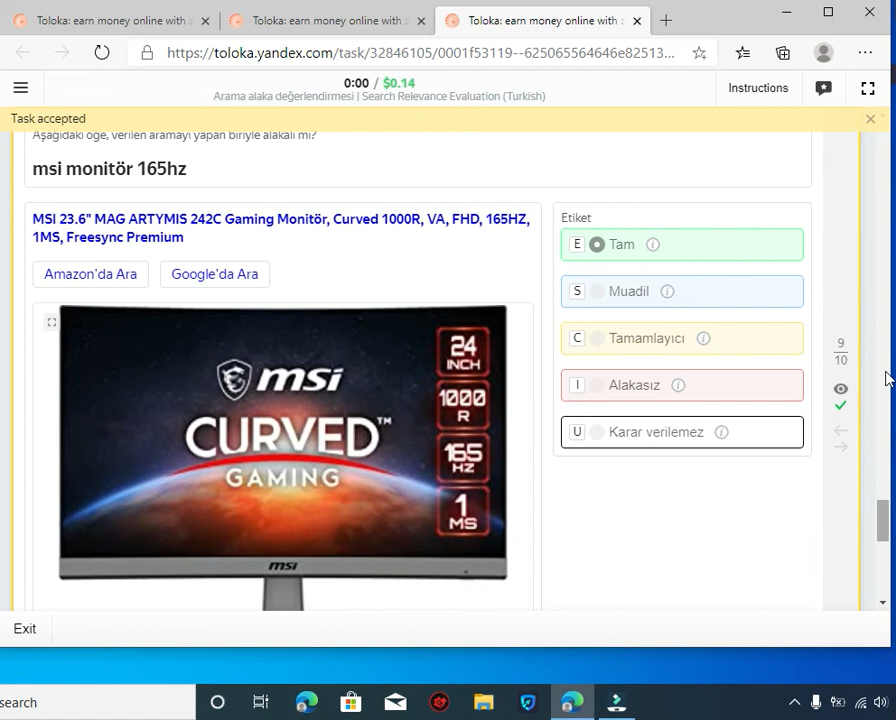 Toloka: earn money online with
Toloka: earn money online with
Toloka: earn money online with
https://toloka.yandex.com/task/32846105/0001f53119--625065564646e82513...
0:00 / $0.14
Arama alaka değerlendirmesi | Search Relevance Evaluation (Turkish)
Instructions
Task accepted
Aşağıdaki öğe, verilen aramayı yapan biriyle alakalı mı?
msi monitör 165hz
MSI 23.6" MAG ARTYMIS 242C Gaming Monitör, Curved 1000R, VA, FHD, 165HZ,
1MS, Freesync Premium
Amazon'da Ara
Google'da Ara
msi
CURVED™
GAMING
24
INCH
1000
R
165
HZ
1
MS
msi
Etiket
E Tam
S Muadil
C Tamamlayıcı
I Alakasız
U Karar verilemez
9
10
Exit
search